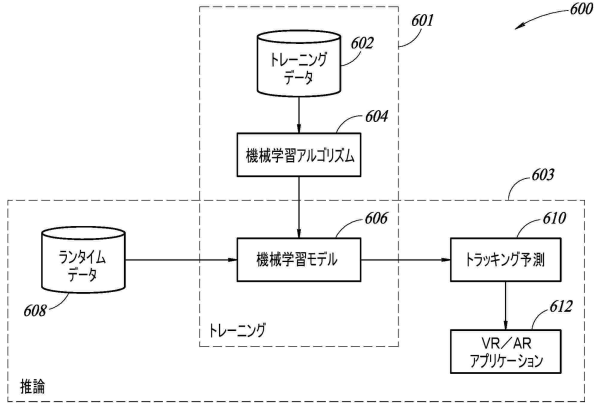 600
601
602
トレーニング
データ
604
機械学習アルゴリズム
603
606
610
ランタイム
データ
機械学習モデル
トラッキング予測
608
612
トレーニング
VR／AR
アプリケーション
推論